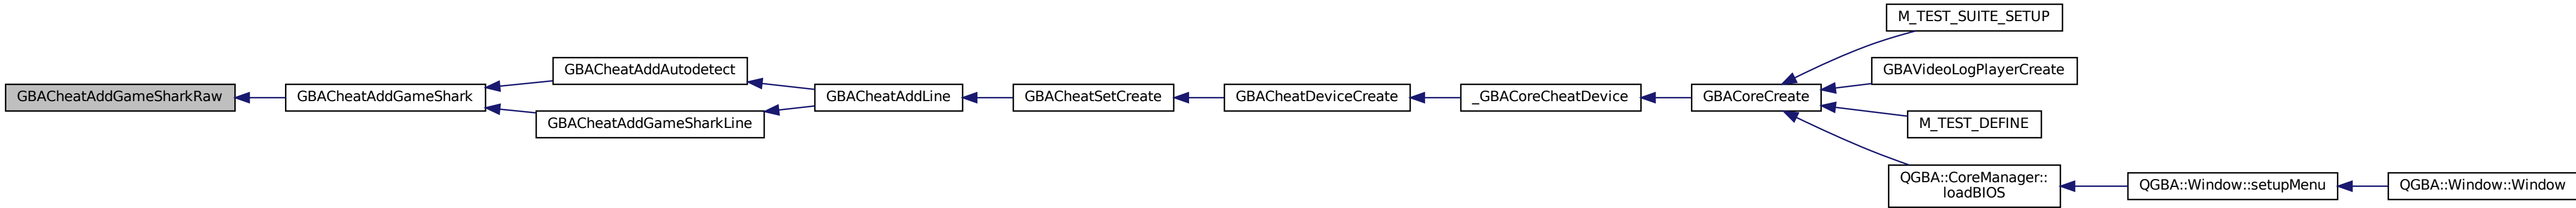 GBACheatAddGameSharkRaw
GBACheatAddGameShark
GBACheatAddAutodetect
GBACheatAddGameSharkLine
GBACheatAddLine
GBACheatSetCreate
GBACheatDeviceCreate
_GBACoreCheatDevice
GBACoreCreate
M_TEST_SUITE_SETUP
GBAVideoLogPlayerCreate
M_TEST_DEFINE
QGBA::CoreManager::
loadBIOS
QGBA::Window::setupMenu
QGBA::Window::Window